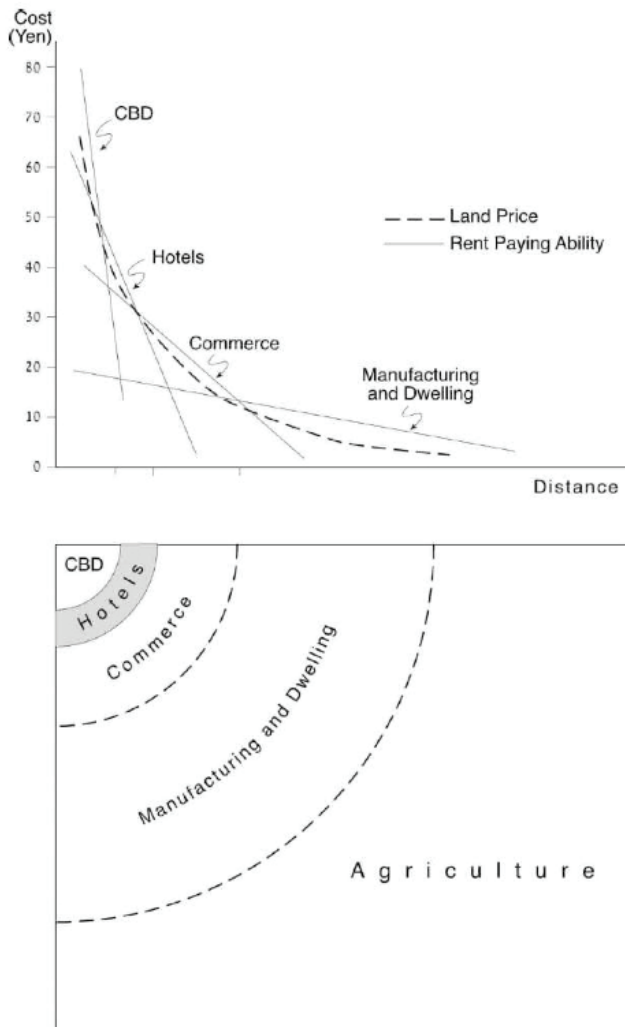 Cost
(Yen)
80
70
60
50
40
30
20
10
0
CBD
Hotels
Commerce
Manufacturing
and Dwelling
Land Price
Rent Paying Ability
Distance
CBD
Hotels
Commerce
Manufacturing and Dwelling
Agriculture